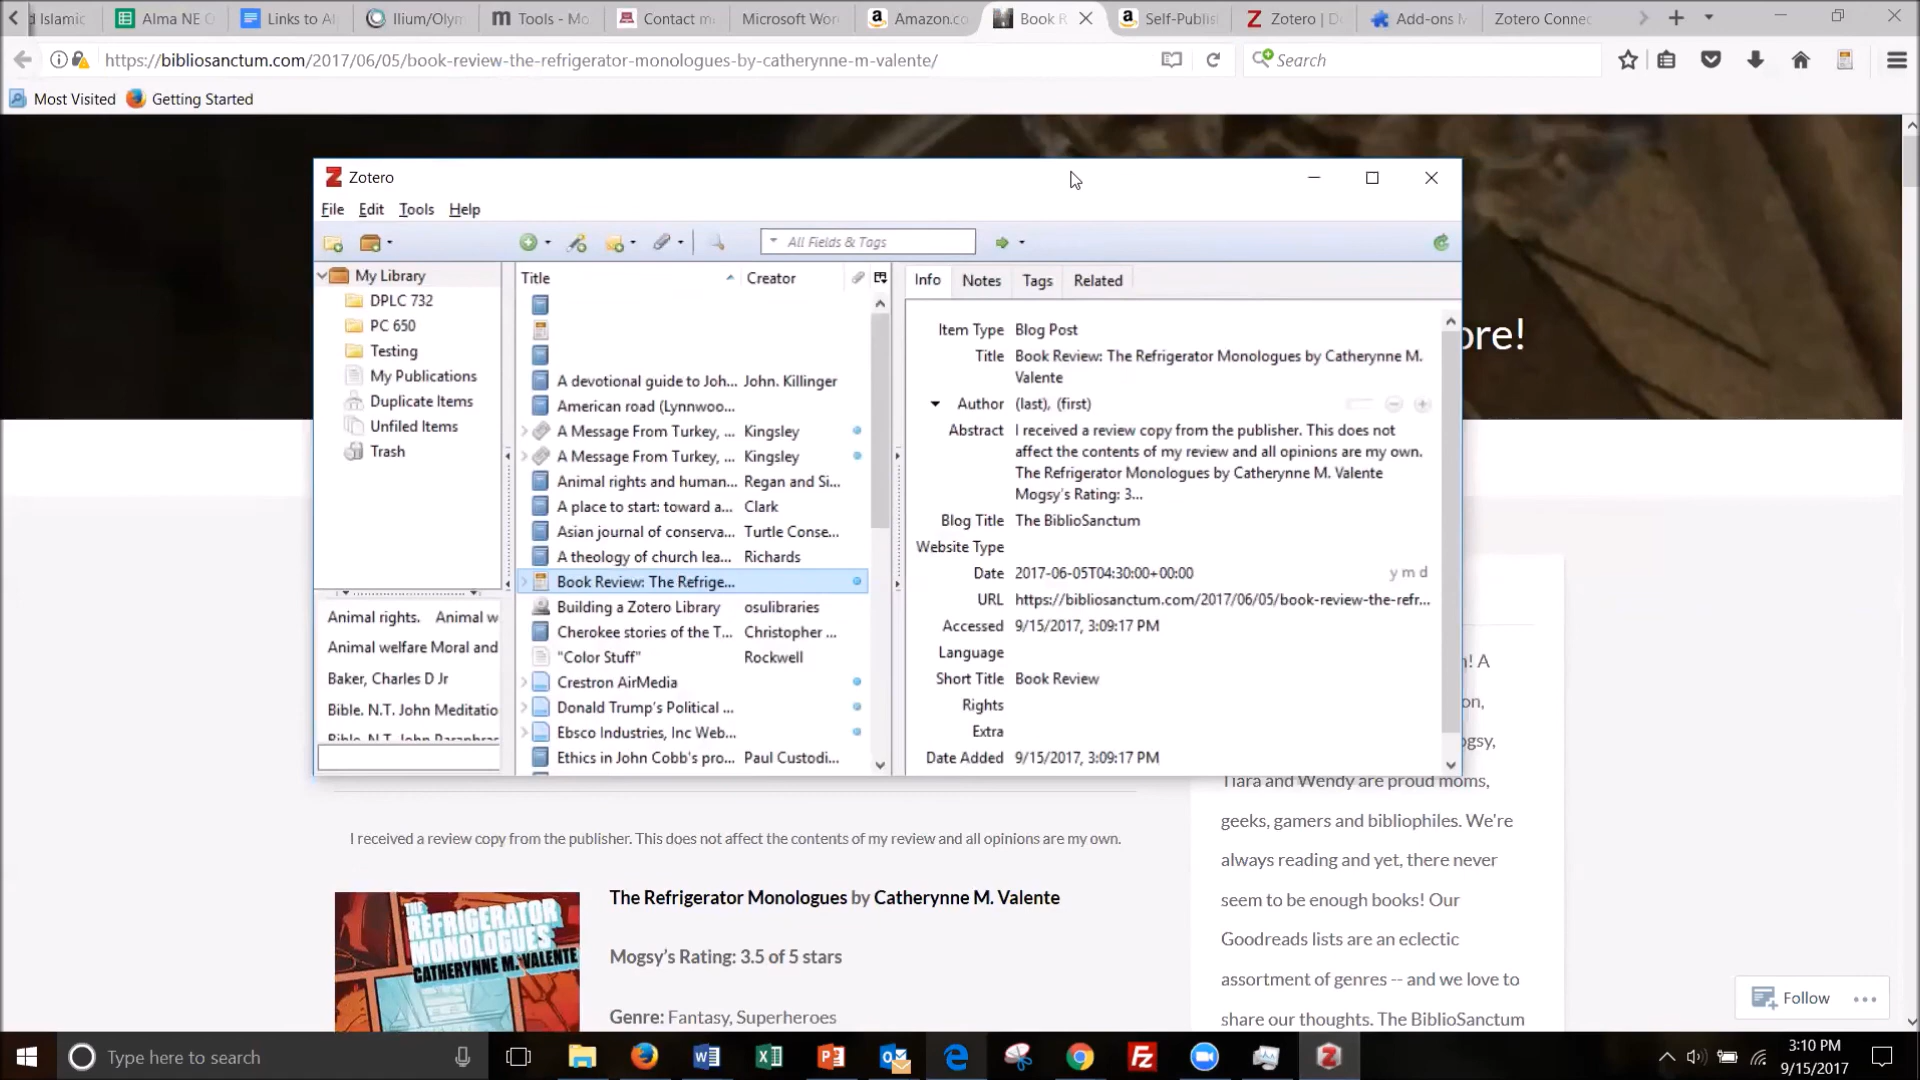 d Islamic
Alma NE C
Links to Al
Ilium/Olym
Tools - Mo
Contact m
Microsoft Wor
Amazon.co
Book R
Self-Publis
Zotero | D
Add-ons M
Zotero Connec
https://bibliosanctum.com/2017/06/05/book-review-the-refrigerator-monologues-by-catherynne-m-valente/
Search
Most Visited
Getting Started
ore!
Zotero
File Edit Tools Help
All Fields & Tags
My Library
DPLC 732
PC 650
Testing
My Publications
Duplicate Items
Unfiled Items
Trash
Animal rights. Animal w
Animal welfare Moral and
Baker, Charles D Jr
Bible. N.T. John Meditatio
Bible. N.T. John Paraphras
Title Creator
A devotional guide to Joh... John. Killinger
American road (Lynnwoo...
A Message From Turkey, ... Kingsley
A Message From Turkey, ... Kingsley
Animal rights and human... Regan and Si...
A place to start: toward a... Clark
Asian journal of conserva... Turtle Conse...
A theology of church lea... Richards
Book Review: The Refrige...
Building a Zotero Library osulibraries
Cherokee stories of the T... Christopher ...
"Color Stuff" Rockwell
Crestron AirMedia
Donald Trump's Political ...
Ebsco Industries, Inc Web...
Ethics in John Cobb's pro... Paul Custodi...
Info Notes Tags Related
Item Type Blog Post
Title Book Review: The Refrigerator Monologues by Catherynne M.
Valente
Author (last), (first)
Abstract I received a review copy from the publisher. This does not
affect the contents of my review and all opinions are my own.
The Refrigerator Monologues by Catherynne M. Valente
Mogsy's Rating: 3...
Blog Title The BiblioSanctum
Website Type
Date 2017-06-05T04:30:00+00:00 y m d
URL https://bibliosanctum.com/2017/06/05/book-review-the-refr...
Accessed 9/15/2017, 3:09:17 PM
Language
Short Title Book Review
Rights
Extra
Date Added 9/15/2017, 3:09:17 PM
I received a review copy from the publisher. This does not affect the contents of my review and all opinions are my own.
THE REFRIGERATOR
MONOLOGUES
CATHERYNNE M. VALENTE
The Refrigerator Monologues by Catherynne M. Valente
Mogsy's Rating: 3.5 of 5 stars
Genre: Fantasy, Superheroes
! A
on,
ogsy,
Tiara and Wendy are proud moms,
geeks, gamers and bibliophiles. We're
always reading and yet, there never
seem to be enough books! Our
Goodreads lists are an eclectic
assortment of genres -- and we love to
share our thoughts. The BiblioSanctum
Follow
Type here to search
3:10 PM
9/15/2017